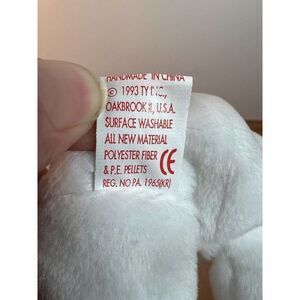 HANDMADE IN CHINA
© 1993 TY INC.,
OAKBROOK IL, U.S.A.
SURFACE WASHABLE
ALL NEW MATERIAL
POLYESTER FIBER
& P.E. PELLETS CE
REG. NO PA. 1965(KR)